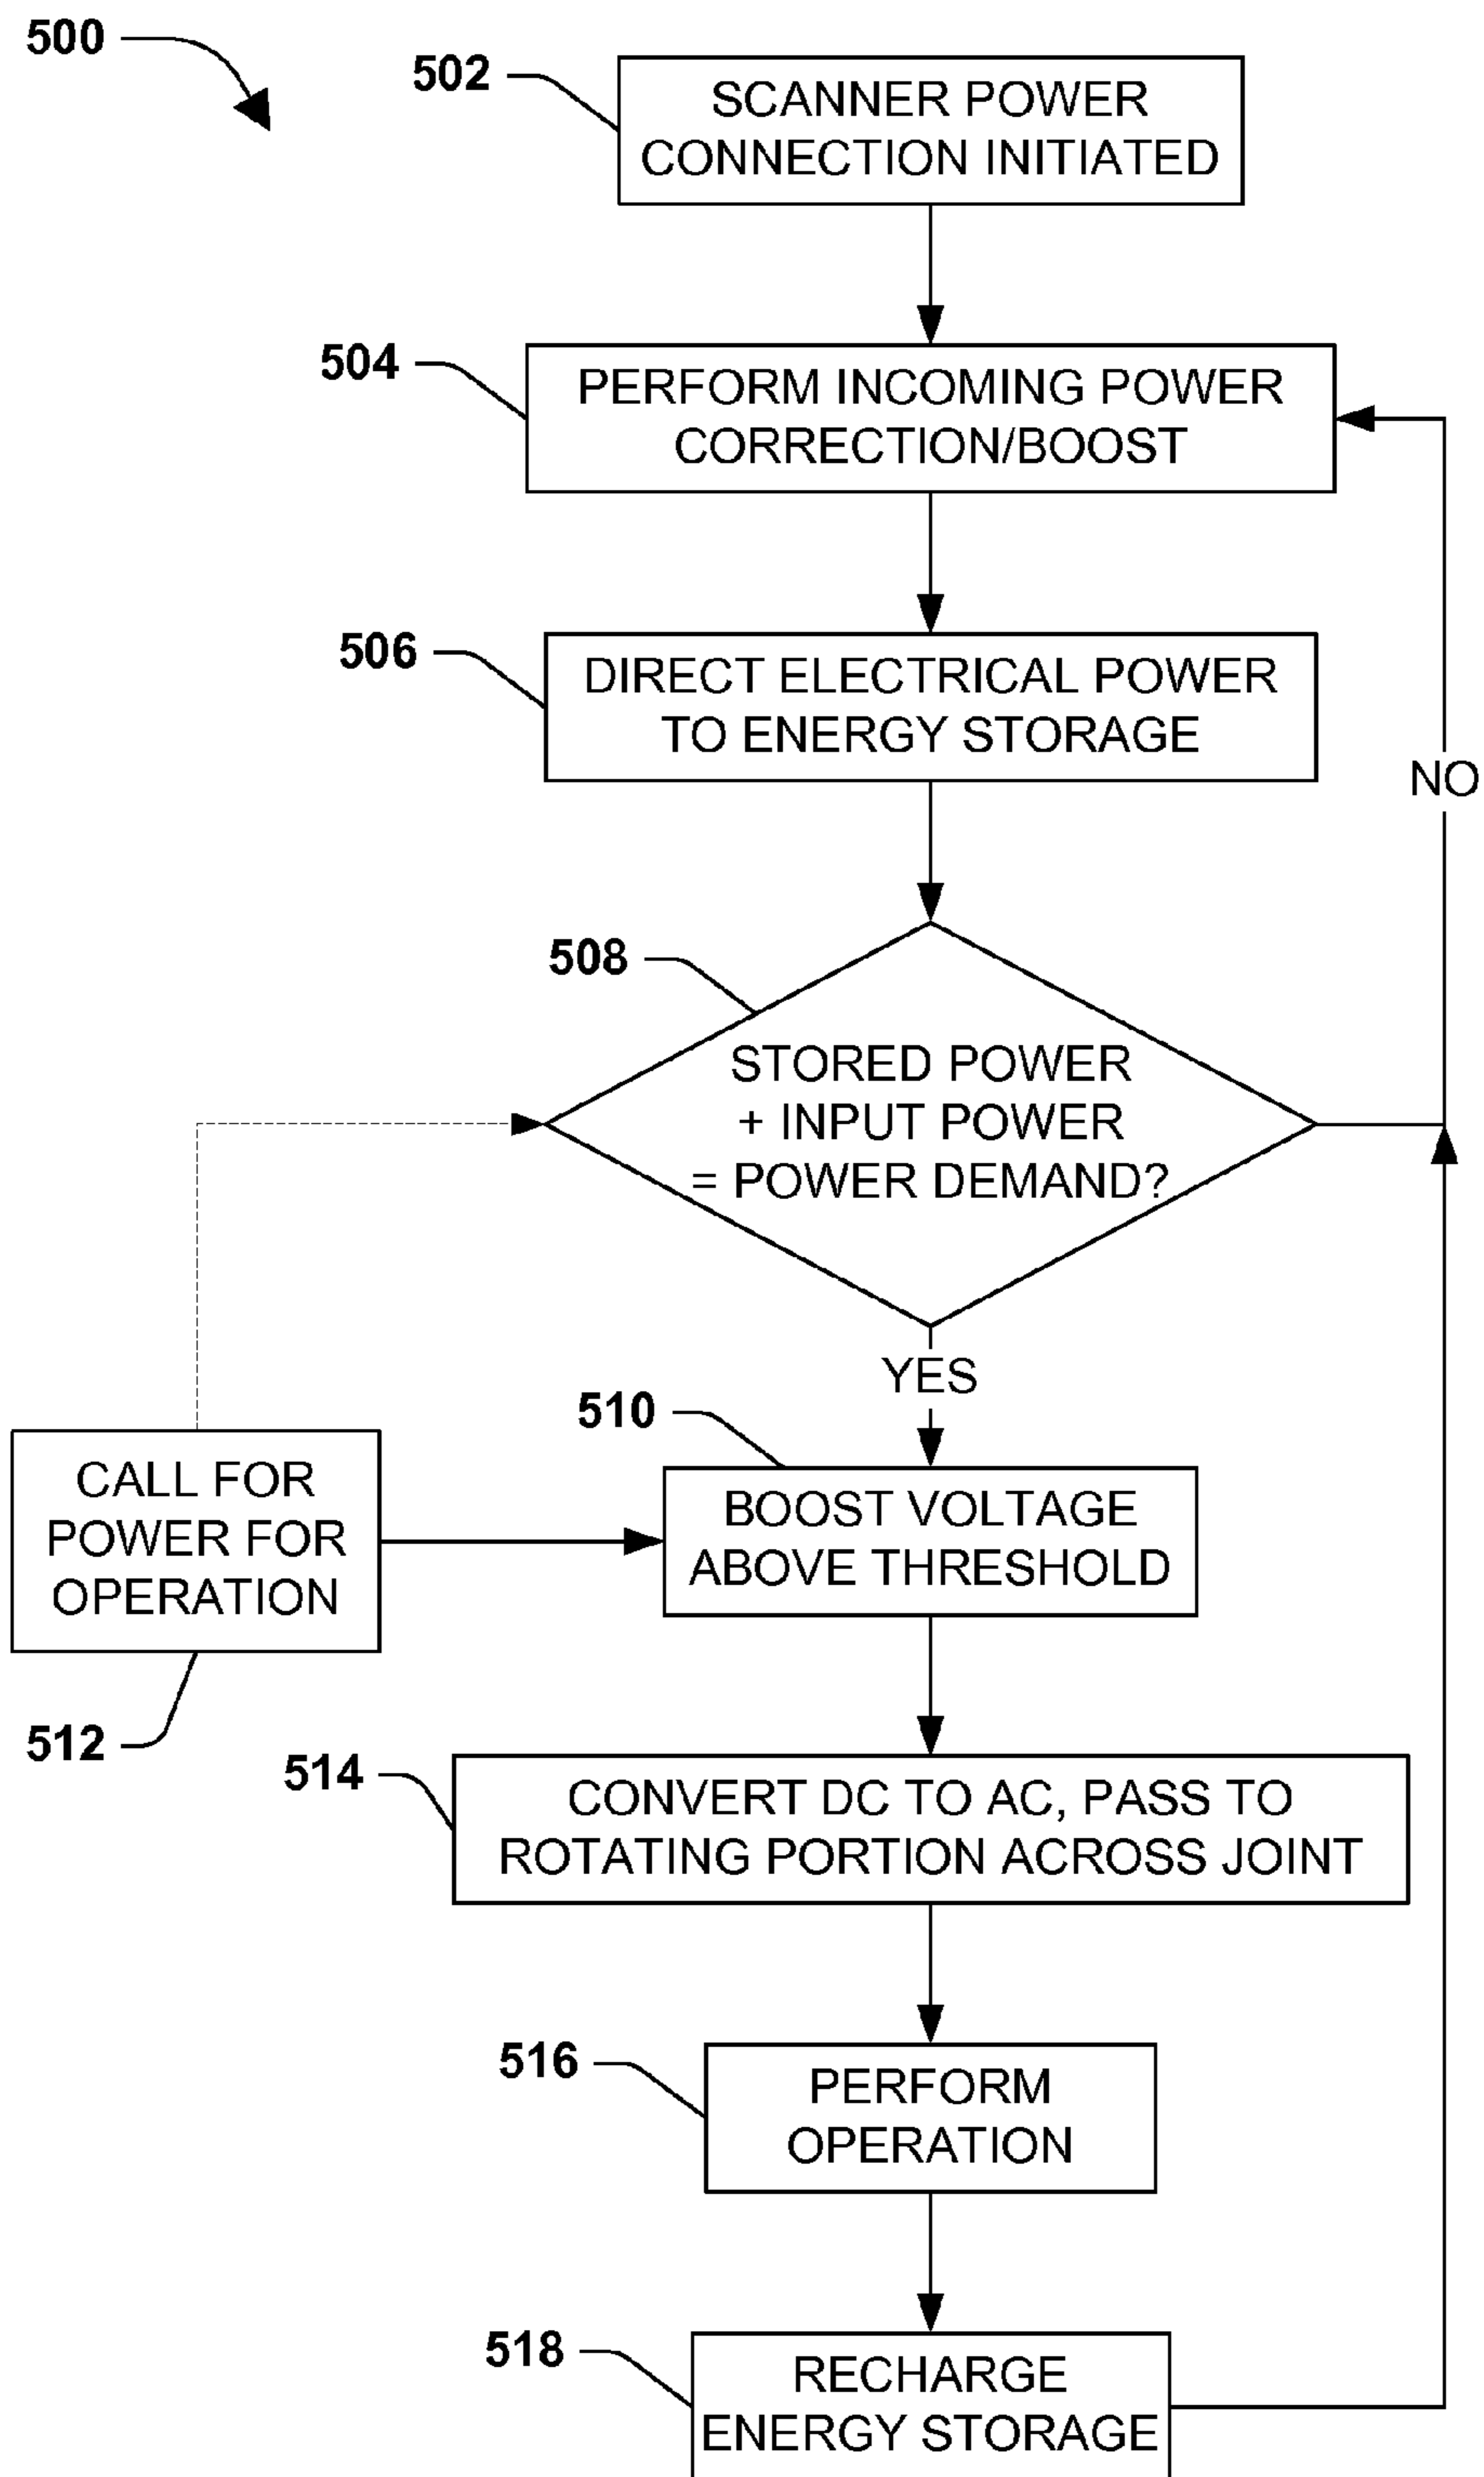 500
502
SCANNER POWER
CONNECTION INITIATED
504
PERFORM INCOMING POWER
CORRECTION/BOOST
506
DIRECT ELECTRICAL POWER
TO ENERGY STORAGE
NO
508
STORED POWER
+ INPUT POWER
= POWER DEMAND?
YES
510
BOOST VOLTAGE
ABOVE THRESHOLD
CALL FOR
POWER FOR
OPERATION
512
514
CONVERT DC TO AC, PASS TO
ROTATING PORTION ACROSS JOINT
516
PERFORM
OPERATION
518
RECHARGE
ENERGY STORAGE